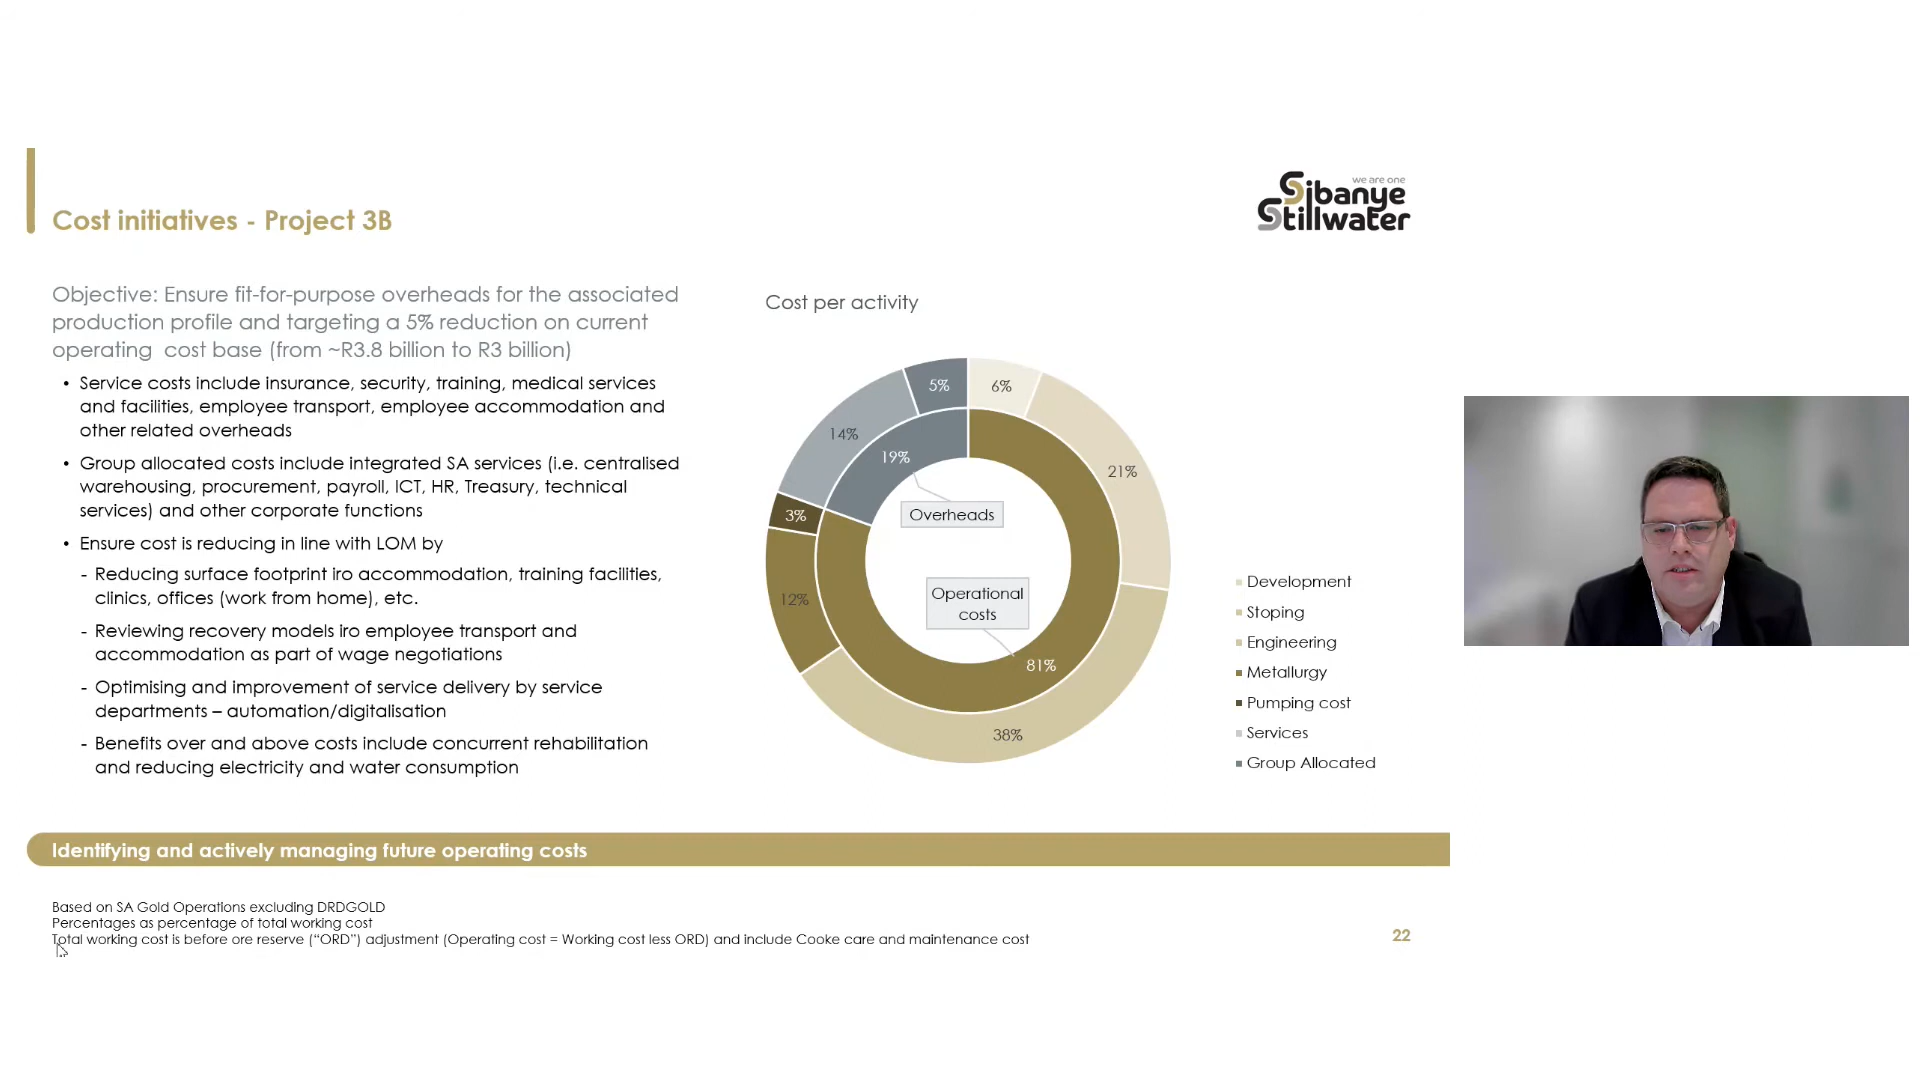 we are one
Sibanye
Stillwater
Cost initiatives - Project 3B
Objective: Ensure fit-for-purpose overheads for the associated
production profile and targeting a 5% reduction on current
operating cost base (from ~R3.8 billion to R3 billion)
• Service costs include insurance, security, training, medical services
and facilities, employee transport, employee accommodation and
other related overheads
• Group allocated costs include integrated SA services (i.e. centralised
warehousing, procurement, payroll, ICT, HR, Treasury, technical
services) and other corporate functions
• Ensure cost is reducing in line with LOM by
- Reducing surface footprint iro accommodation, training facilities,
clinics, offices (work from home), etc.
- Reviewing recovery models iro employee transport and
accommodation as part of wage negotiations
- Optimising and improvement of service delivery by service
departments – automation/digitalisation
- Benefits over and above costs include concurrent rehabilitation
and reducing electricity and water consumption
Cost per activity
5%
6%
14%
19%
21%
Overheads
3%
12%
Operational
costs
81%
38%
Development
Stoping
Engineering
Metallurgy
Pumping cost
Services
Group Allocated
Identifying and actively managing future operating costs
Based on SA Gold Operations excluding DRDGOLD
Percentages as percentage of total working cost
Total working cost is before ore reserve (“ORD”) adjustment (Operating cost = Working cost less ORD) and include Cooke care and maintenance cost
22